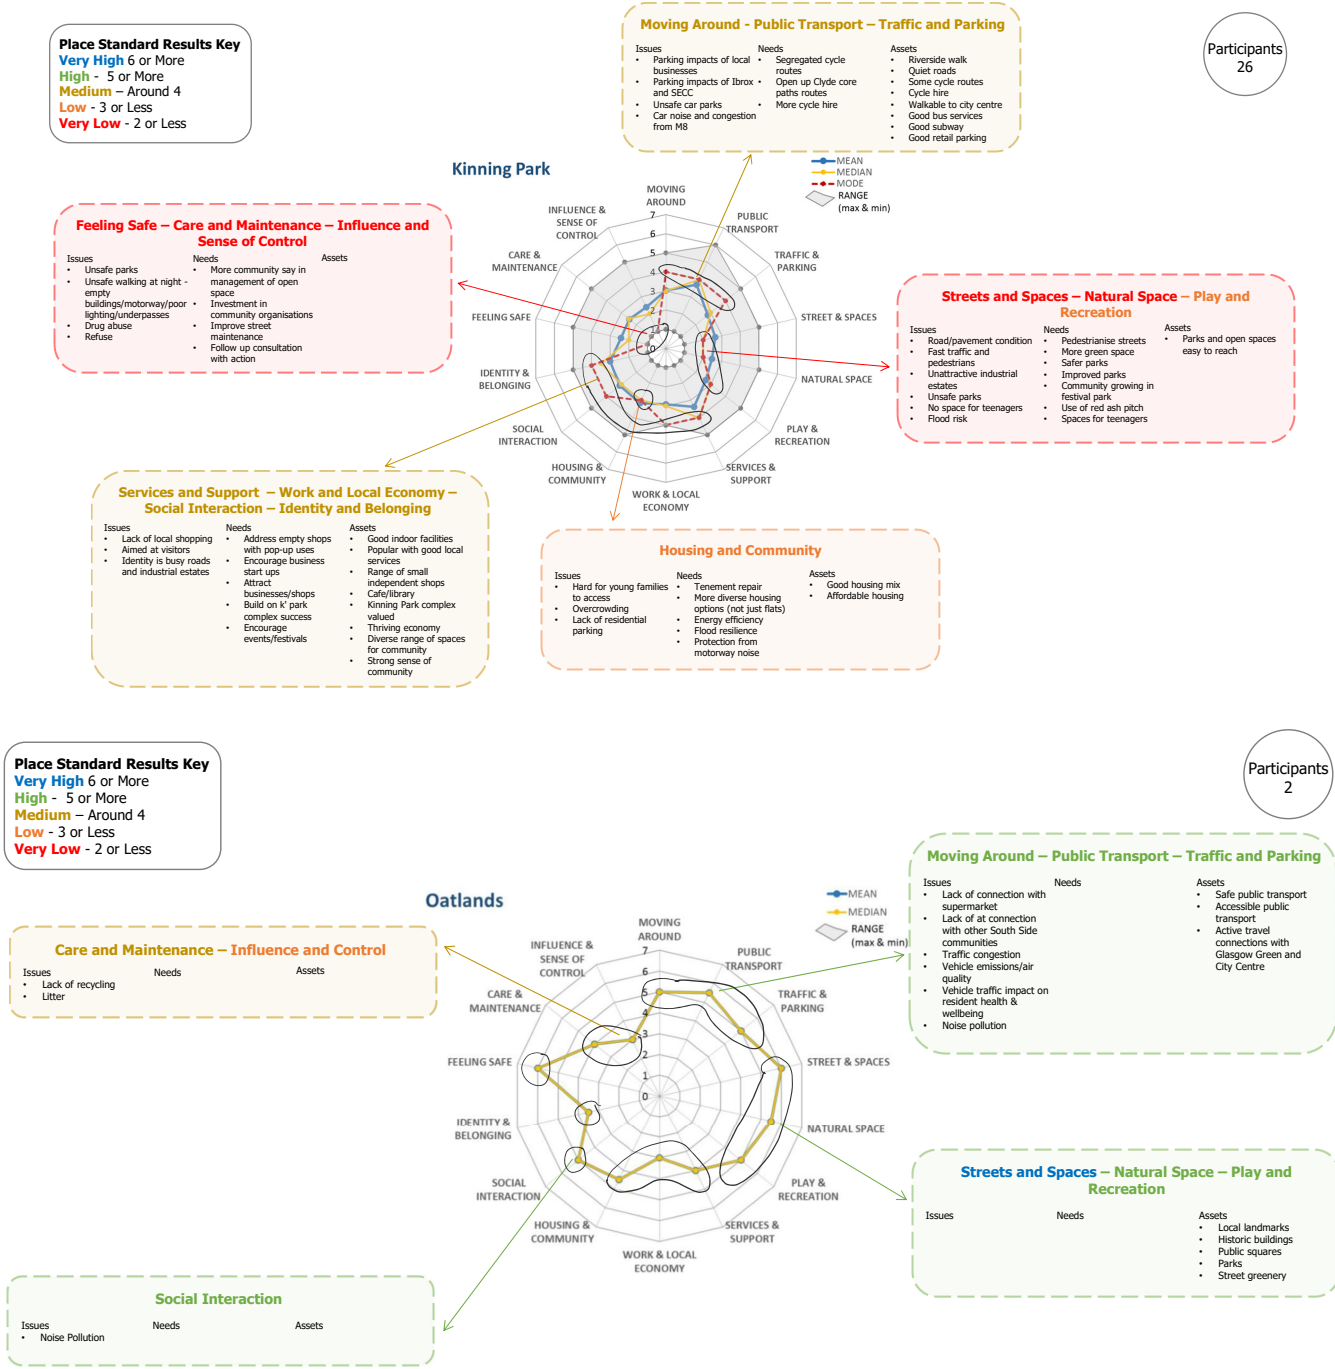 Place Standard Results Key
Very High 6 or More
High - 5 or More
Medium – Around 4
Low - 3 or Less
Very Low - 2 or Less
Moving Around - Public Transport – Traffic and Parking
Issues
• Parking impacts of local
businesses
• Parking impacts of Ibrox
and SECC
• Unsafe car parks
• Car noise and congestion
from M8
Needs
• Segregated cycle
routes
• Open up Clyde core
paths routes
• More cycle hire
Assets
• Riverside walk
• Quiet roads
• Some cycle routes
• Cycle hire
• Walkable to city centre
• Good bus services
• Good subway
• Good retail parking
Participants
26
Kinning Park
MEAN
MEDIAN
MODE
RANGE
(max & min)
MOVING
AROUND
PUBLIC
TRANSPORT
TRAFFIC &
PARKING
STREET & SPACES
NATURAL SPACE
PLAY &
RECREATION
SERVICES &
SUPPORT
WORK & LOCAL
ECONOMY
HOUSING &
COMMUNITY
SOCIAL
INTERACTION
IDENTITY &
BELONGING
FEELING SAFE
CARE &
MAINTENANCE
INFLUENCE &
SENSE OF
CONTROL
7
6
5
4
3
2
1
0
Feeling Safe – Care and Maintenance – Influence and
Sense of Control
Issues
• Unsafe parks
• Unsafe walking at night -
empty
buildings/motorway/poor
lighting/underpasses
• Drug abuse
• Refuse
Needs
• More community say in
management of open
space
• Investment in
community organisations
• Improve street
maintenance
• Follow up consultation
with action
Assets
Streets and Spaces – Natural Space – Play and
Recreation
Issues
• Road/pavement condition
• Fast traffic and
pedestrians
• Unattractive industrial
estates
• Unsafe parks
• No space for teenagers
• Flood risk
Needs
• Pedestrianise streets
• More green space
• Safer parks
• Improved parks
• Community growing in
festival park
• Use of red ash pitch
• Spaces for teenagers
Assets
• Parks and open spaces
easy to reach
Services and Support – Work and Local Economy –
Social Interaction – Identity and Belonging
Issues
• Lack of local shopping
• Aimed at visitors
• Identity is busy roads
and industrial estates
Needs
• Address empty shops
with pop-up uses
• Encourage business
start ups
• Attract
businesses/shops
• Build on k' park
complex success
• Encourage
events/festivals
Assets
• Good indoor facilities
• Popular with good local
services
• Range of small
independent shops
• Cafe/library
• Kinning Park complex
valued
• Thriving economy
• Diverse range of spaces
for community
• Strong sense of
community
Housing and Community
Issues
• Hard for young families
to access
• Overcrowding
• Lack of residential
parking
Needs
• Tenement repair
• More diverse housing
options (not just flats)
• Energy efficiency
• Flood resilience
• Protection from
motorway noise
Assets
• Good housing mix
• Affordable housing
Place Standard Results Key
Very High 6 or More
High - 5 or More
Medium – Around 4
Low - 3 or Less
Very Low - 2 or Less
Participants
2
Oatlands
MEAN
MEDIAN
RANGE
(max & min)
MOVING
AROUND
PUBLIC
TRANSPORT
TRAFFIC &
PARKING
STREET & SPACES
NATURAL SPACE
PLAY &
RECREATION
SERVICES &
SUPPORT
WORK & LOCAL
ECONOMY
HOUSING &
COMMUNITY
SOCIAL
INTERACTION
IDENTITY &
BELONGING
FEELING SAFE
CARE &
MAINTENANCE
INFLUENCE &
SENSE OF
CONTROL
7
6
5
4
3
2
1
0
Moving Around – Public Transport – Traffic and Parking
Issues
• Lack of connection with
supermarket
• Lack of at connection
with other South Side
communities
• Traffic congestion
• Vehicle emissions/air
quality
• Vehicle traffic impact on
resident health &
wellbeing
• Noise pollution
Needs
Assets
• Safe public transport
• Accessible public
transport
• Active travel
connections with
Glasgow Green and
City Centre
Care and Maintenance – Influence and Control
Issues
• Lack of recycling
• Litter
Needs
Assets
Streets and Spaces – Natural Space – Play and
Recreation
Issues
Needs
Assets
• Local landmarks
• Historic buildings
• Public squares
• Parks
• Street greenery
Social Interaction
Issues
• Noise Pollution
Needs
Assets